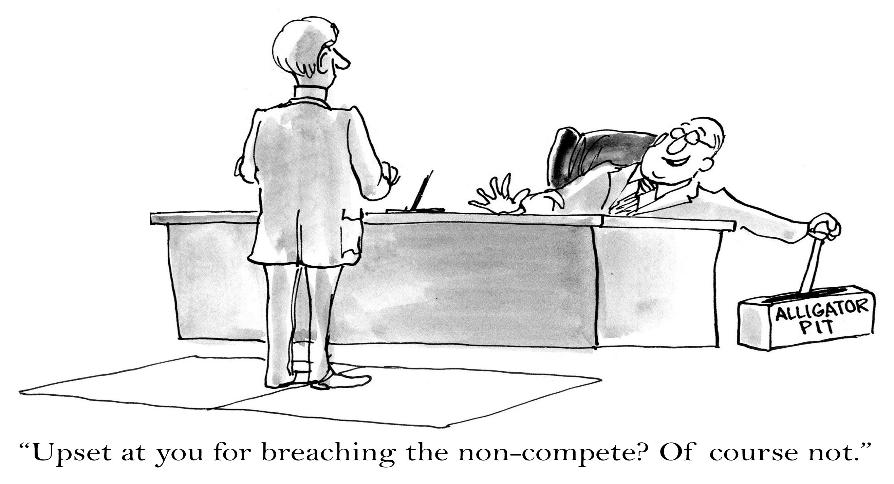 ALLIGATOR
PIT
“Upset at you for breaching the non-compete? Of course not.”